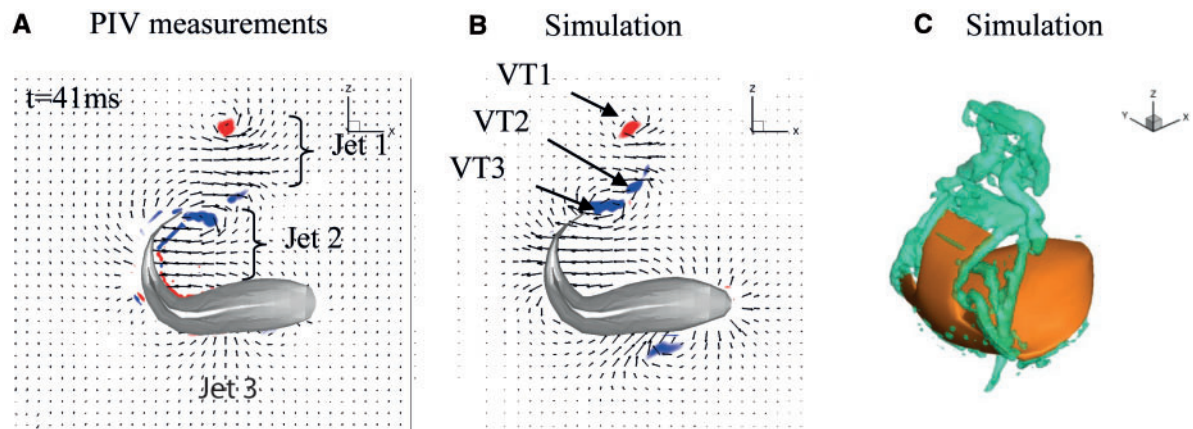 A PIV measurements
t=41ms
z
x
Jet 1
Jet 2
Jet 3
B Simulation
VT1
VT2
VT3
z
x
C Simulation
Z
Y
X